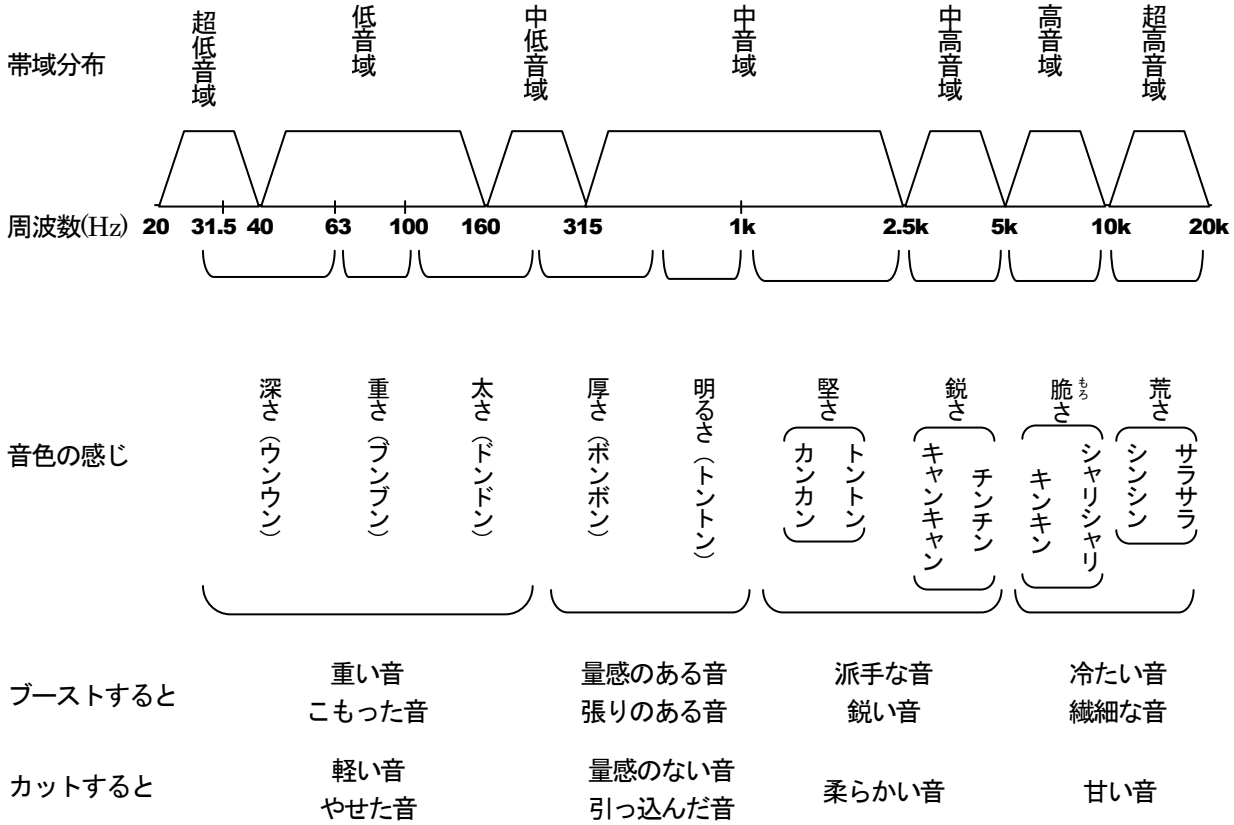 帯域分布
超低音域
低音域
中低音域
中音域
中高音域
高音域
超高音域
周波数(Hz) 20 31.5 40 63 100 160 315 1k 2.5k 5k 10k 20k
音色の感じ
深さ（ウンウン）
重さ（ブンブン）
太さ（ドンドン）
厚さ（ボンボン）
明るさ（トントン）
堅さ
トントン
カンカン
鋭さ
チンチン
キャンキャン
脆さ
もろ
シャリシャリ
キンキン
荒さ
サラサラ
シンシン
ブーストすると
重い音
こもった音
量感のある音
張りのある音
派手な音
鋭い音
冷たい音
繊細な音
カットすると
軽い音
やせた音
量感のない音
引っ込んだ音
柔らかい音
甘い音